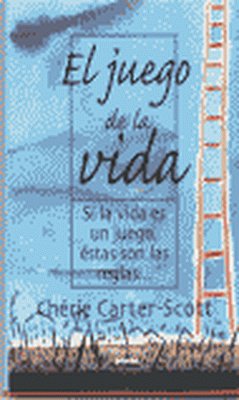 El juego
de la
vida
Si la vida es
un juego,
éstas son las
reglas...
Chérie Carter-Scott